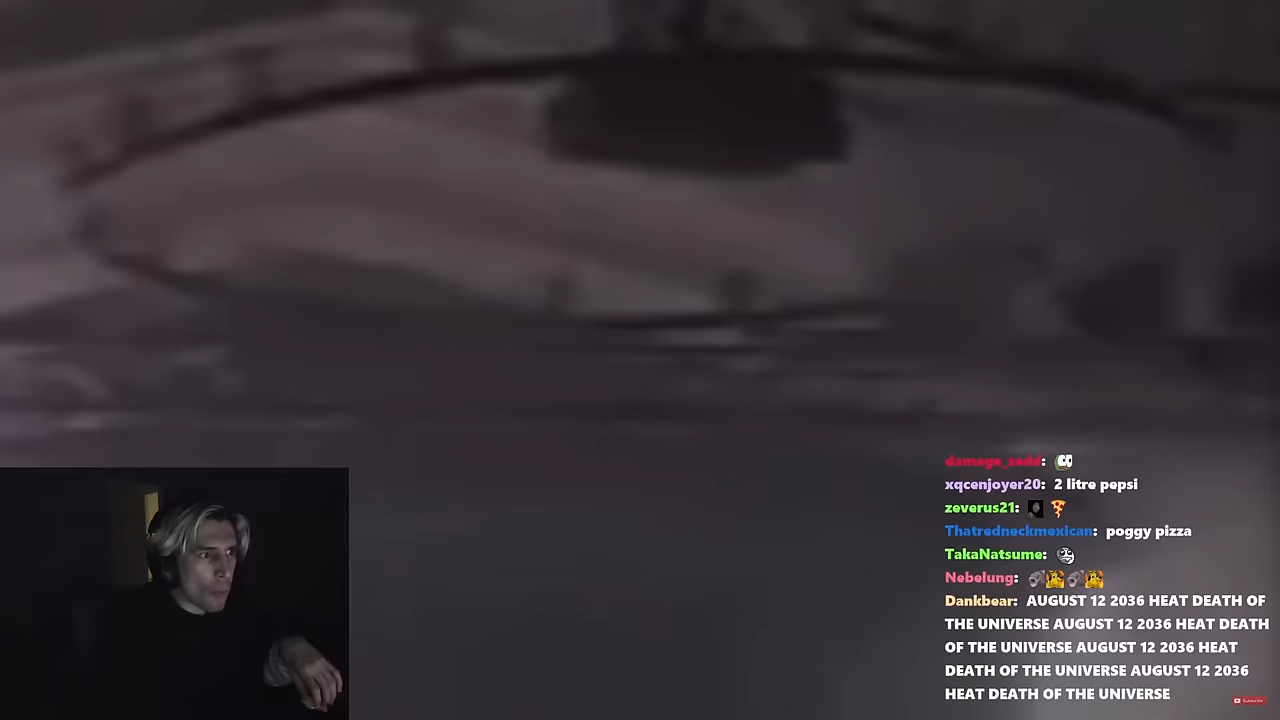 damage_zedd:
xqcenjoyer20: 2 litre pepsi
zeverus21:
Thatredneckmexican: poggy pizza
TakaNatsume:
Nebelung:
Dankbear: AUGUST 12 2036 HEAT DEATH OF
THE UNIVERSE AUGUST 12 2036 HEAT DEATH
OF THE UNIVERSE AUGUST 12 2036 HEAT
DEATH OF THE UNIVERSE AUGUST 12 2036
HEAT DEATH OF THE UNIVERSE